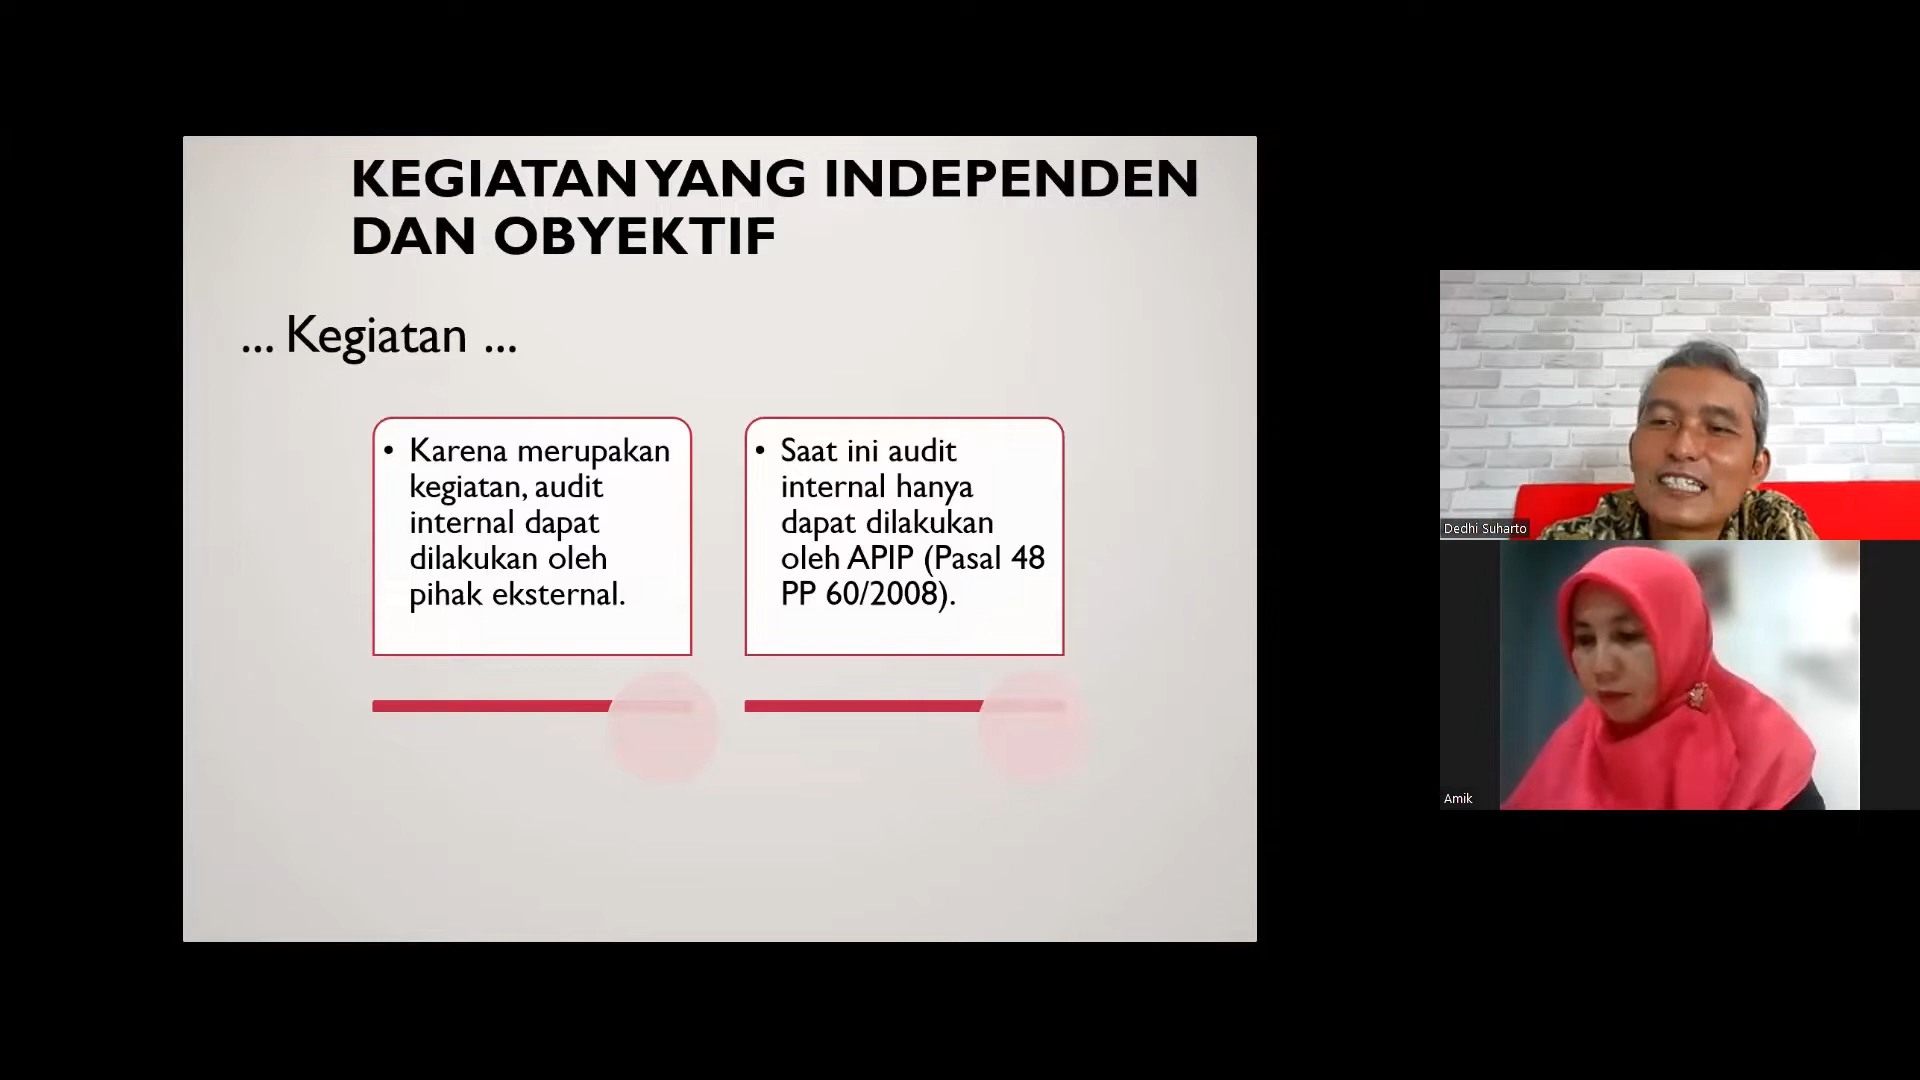 KEGIATAN YANG INDEPENDEN
DAN OBYEKTIF
... Kegiatan ...
• Karena merupakan
kegiatan, audit
internal dapat
dilakukan oleh
pihak eksternal.
• Saat ini audit
internal hanya
dapat dilakukan
oleh APIP (Pasal 48
PP 60/2008).
Dedhi Suharto
Amik